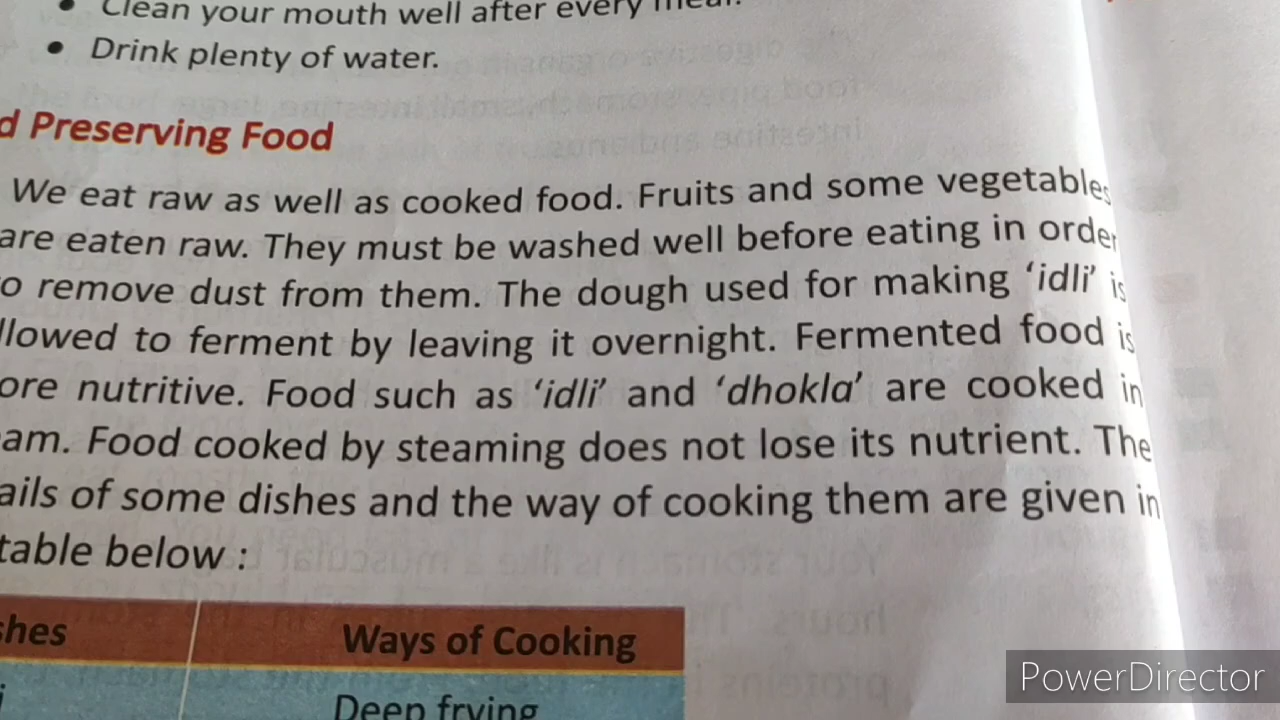 • Clean your mouth well after every meal.
• Drink plenty of water.
d Preserving Food
We eat raw as well as cooked food. Fruits and some vegetables
are eaten raw. They must be washed well before eating in order
o remove dust from them. The dough used for making ‘idli’ is
llowed to ferment by leaving it overnight. Fermented food is
ore nutritive. Food such as ‘idli’ and ‘dhokla’ are cooked in
am. Food cooked by steaming does not lose its nutrient. The
ails of some dishes and the way of cooking them are given in
table below :
shes Ways of Cooking
i Deep frying
PowerDirector